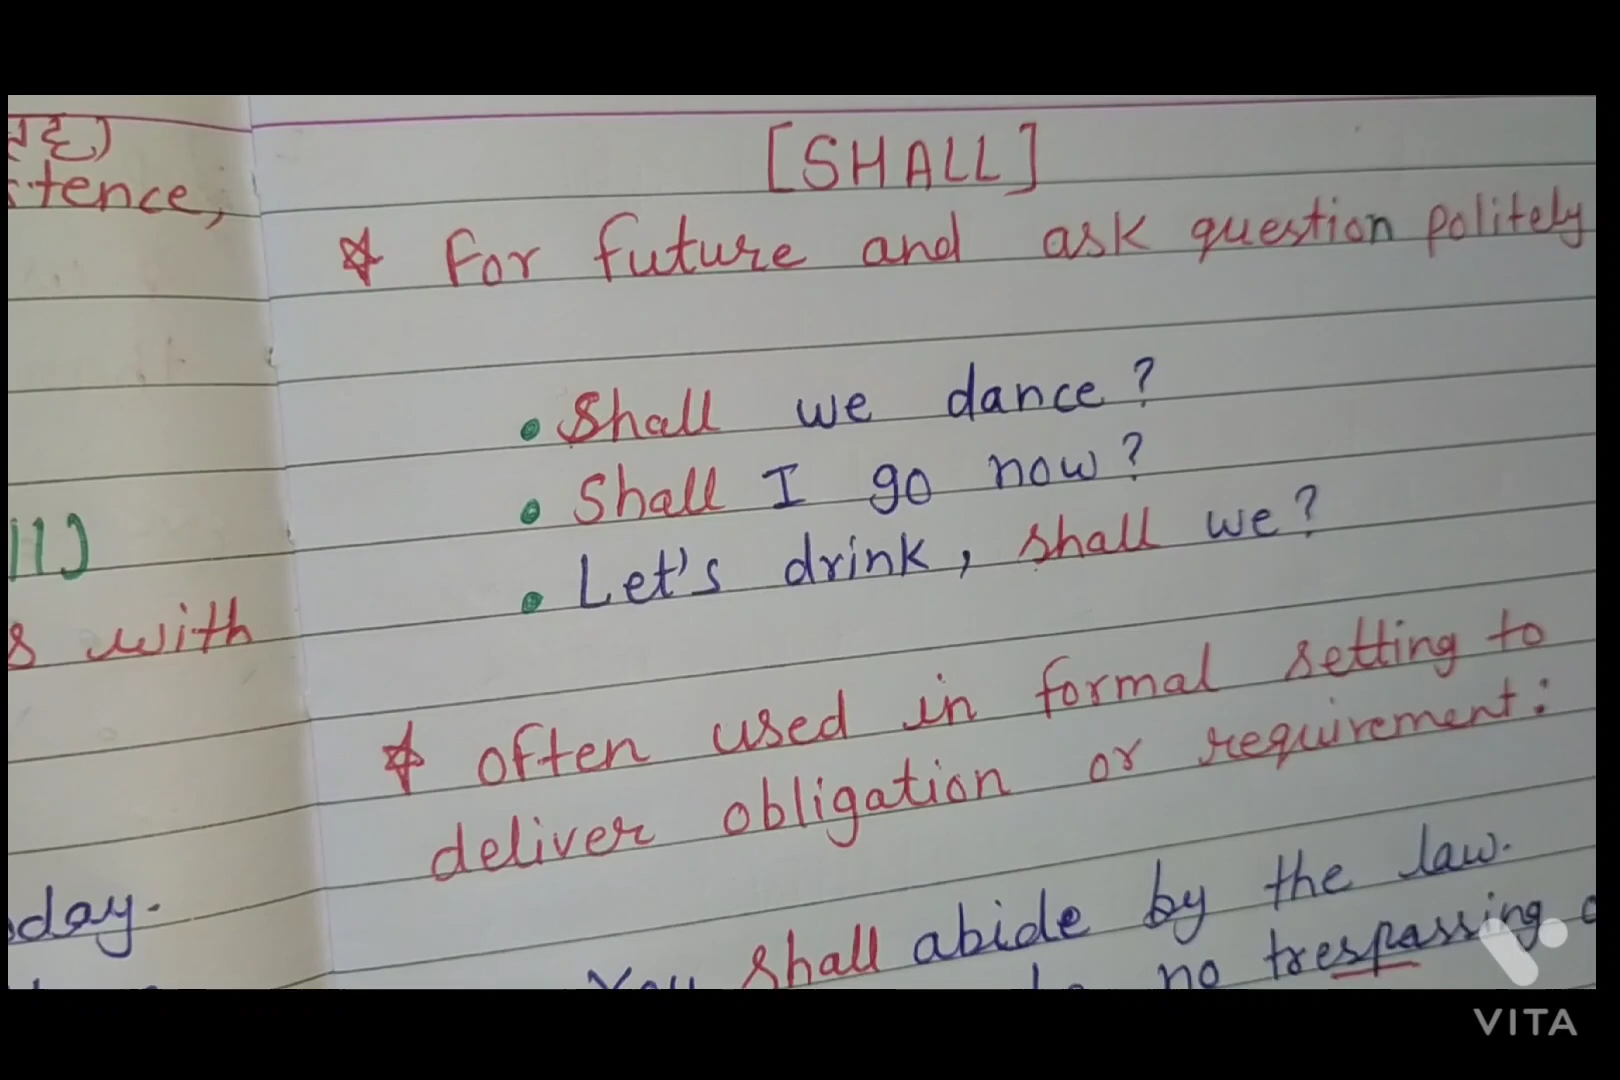 [SHALL]
☆ For future and ask question politely
• Shall we dance?
• Shall I go now?
• Let's drink, shall we?
☆ often used in formal setting to
deliver obligation or requirement:
You shall abide by the law.
no trespassing
tence,
s with
day.
VITA